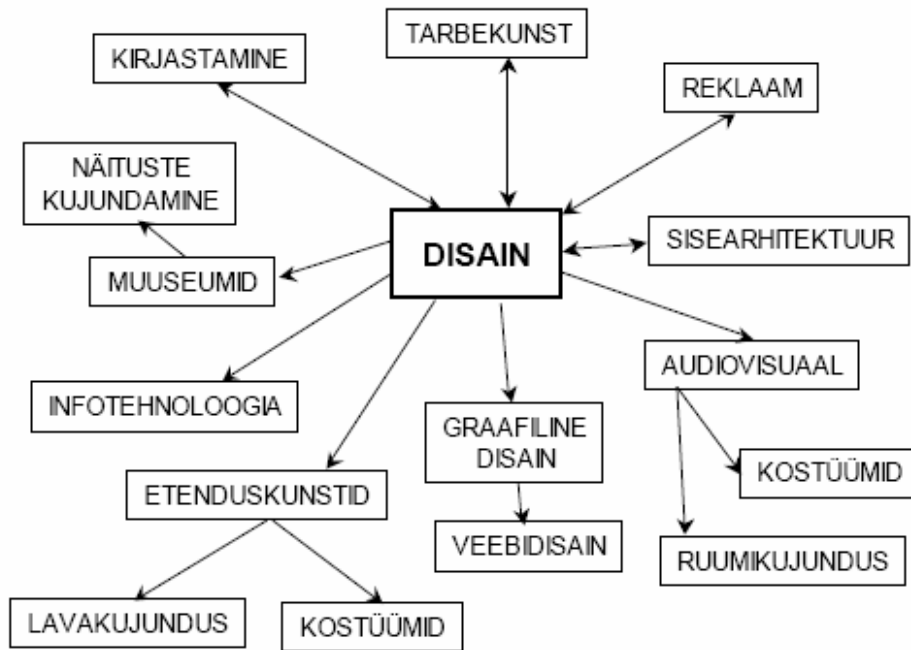 TARBEKUNST
KIRJASTAMINE
REKLAAM
NÄITUSTE
KUJUNDAMINE
DISAIN
SISEARHITEKTUUR
MUUSEUMID
AUDIOVISUAAL
INFOTEHNOLOOGIA
GRAAFILINE
DISAIN
KOSTÜÜMID
ETENDUSKUNSTID
VEEBIDISAIN
RUUMIKUJUNDUS
LAVAKUJUNDUS
KOSTÜÜMID